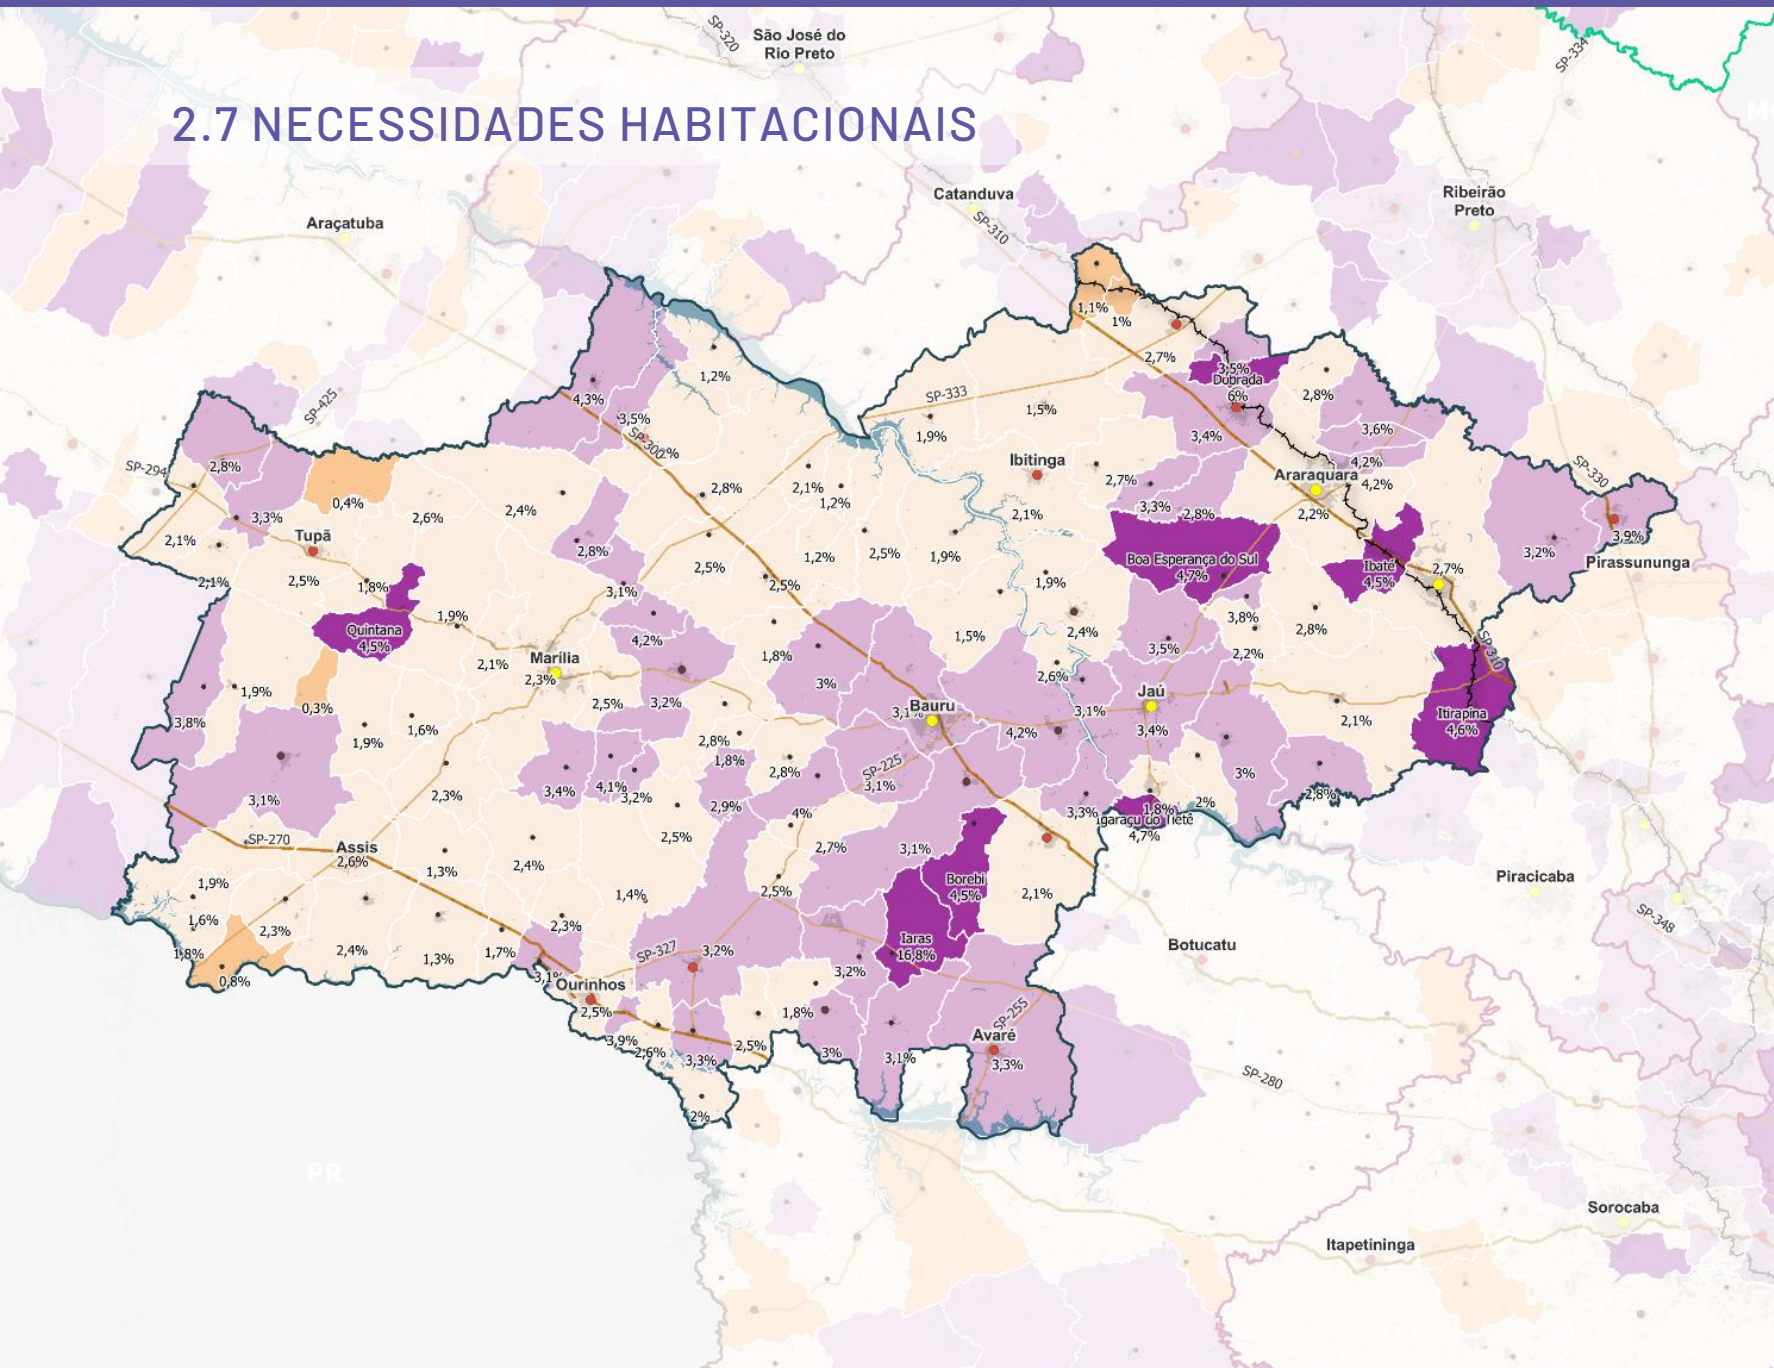 2.7 NECESSIDADES HABITACIONAIS
SP-320
São José do
Rio Preto
SP-334
Catanduva
SP-310
Ribeirão
Preto
Araçatuba
1,1%
1%
2,7%
3,5%
Dobrada
6%
2,8%
1,2%
SP-425
4,3%
3,5%
SP-300
SP-333
1,5%
1,9%
3,4%
3,6%
4,2%
4,2%
SP-294
2,8%
0,4%
3,3%
2,6%
2,4%
2,8%
2,1%
1,2%
Ibitinga
2,1%
2,7%
3,3%
2,8%
Araraquara
2,2%
SP-330
3,9%
3,2%
Pirassununga
2,1%
Tupã
2,5%
2,1%
1,8%
1,9%
2,8%
3,1%
2,5%
2,5%
1,2%
2,5%
1,9%
1,9%
Boa Esperança do Sul
4,7%
Ibaté
4,5%
2,7%
Quintana
4,5%
2,1%
4,2%
1,8%
1,5%
2,4%
3,5%
3,8%
2,2%
2,8%
SP-310
Marília
2,3%
2,5%
3,2%
3%
3,1%
Bauru
2,6%
3,1%
Jaú
3,4%
2,1%
Itirapina
4,6%
3,8%
1,9%
0,3%
1,9%
1,6%
2,8%
1,8%
2,8%
SP-225
3,1%
4,2%
3%
2,8%
3,1%
2,3%
3,4%
4,1%
3,2%
2,9%
4%
3,3%
1,8%
2%
Igaraçu do Tietê
4,7%
SP-270
Assis
2,6%
1,3%
2,4%
2,5%
2,7%
3,1%
Borebi
4,5%
2,1%
Piracicaba
SP-348
1,9%
1,6%
1,8%
0,8%
2,3%
2,4%
1,3%
1,7%
2,3%
1,4%
2,5%
Iaras
16,8%
Botucatu
3,1%
Ourinhos
2,5%
SP-327
3,2%
3,2%
1,8%
SP-255
Avaré
3,3%
3,9%
2,6%
3,3%
2,5%
3%
3,1%
2%
SP-280
PR
Sorocaba
Itapetininga